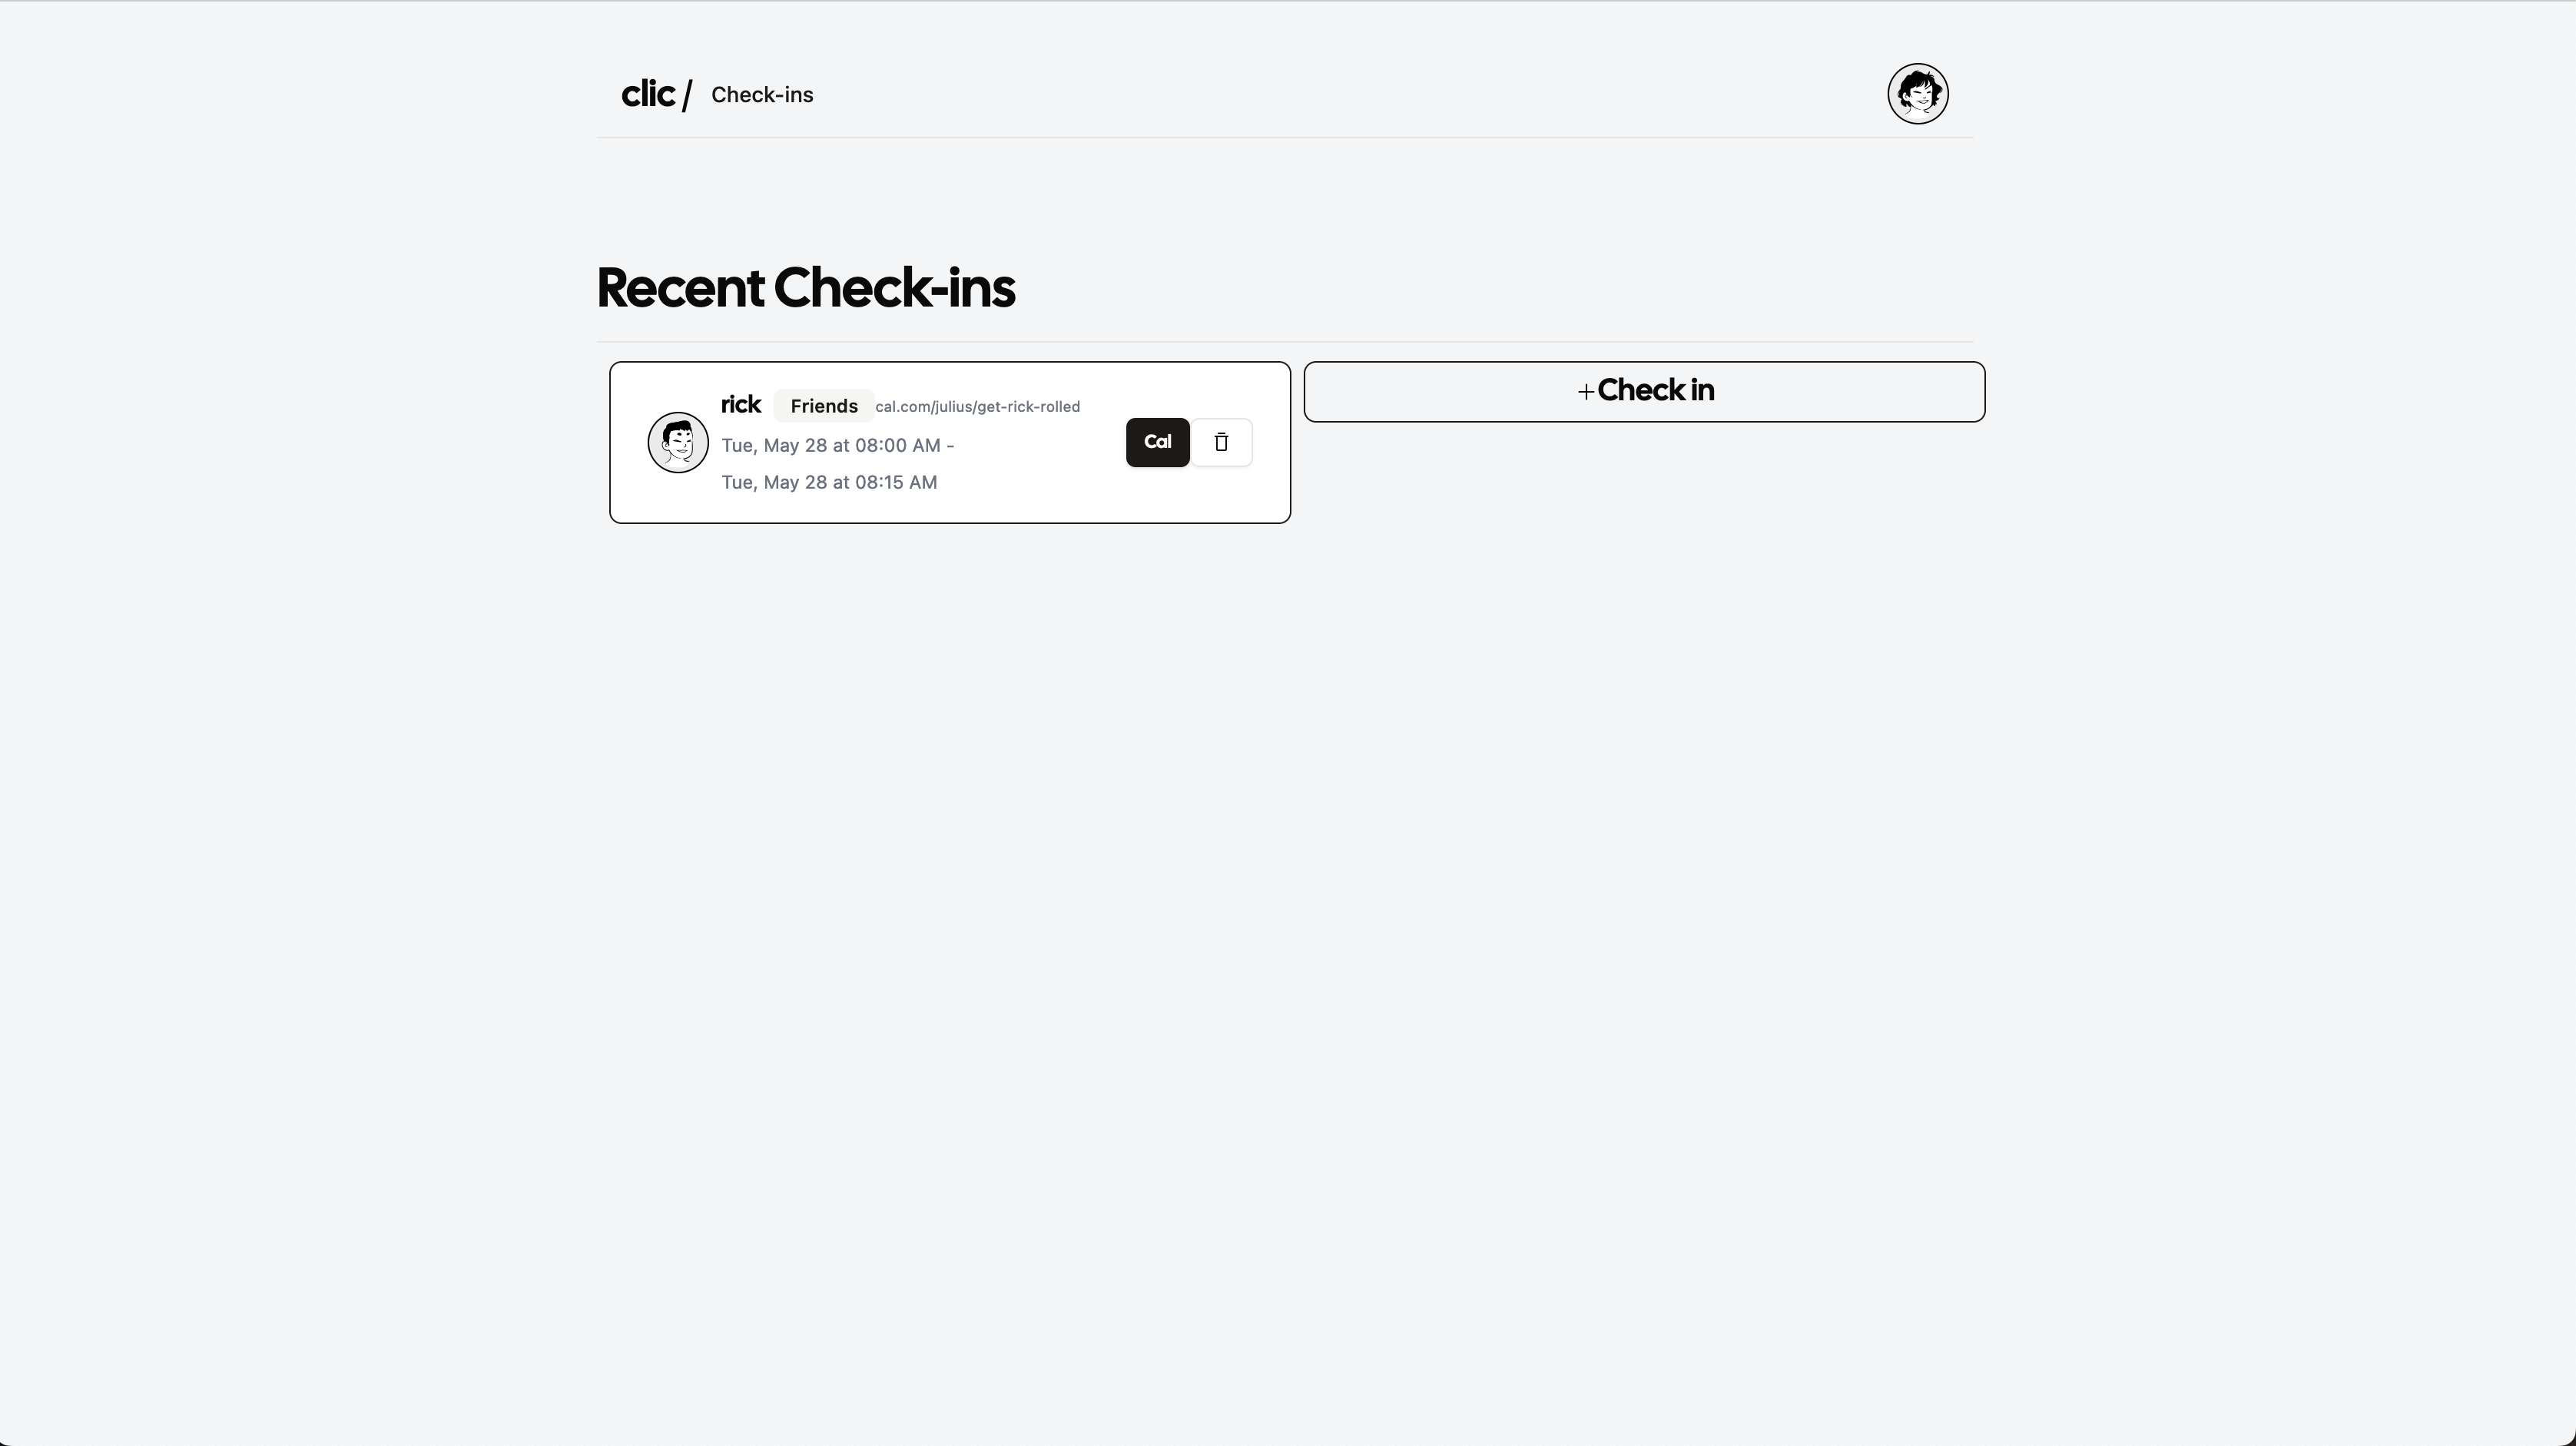 clic / Check-ins
Recent Check-ins
rick Friends cal.com/julius/get-rick-rolled
Tue, May 28 at 08:00 AM -
Tue, May 28 at 08:15 AM
Cal
+Check in